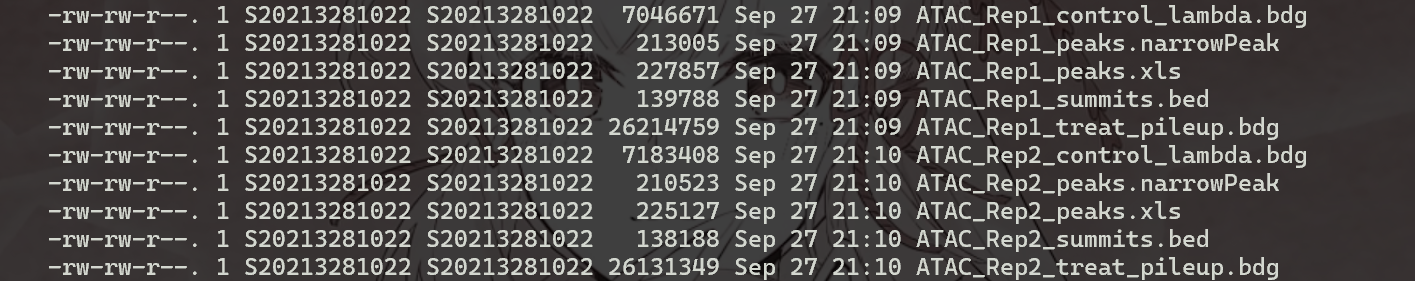 -rw-rw-r--. 1 S20213281022 S20213281022  7046671 Sep 27 21:09 ATAC_Rep1_control_lambda.bdg
-rw-rw-r--. 1 S20213281022 S20213281022   213005 Sep 27 21:09 ATAC_Rep1_peaks.narrowPeak
-rw-rw-r--. 1 S20213281022 S20213281022   227857 Sep 27 21:09 ATAC_Rep1_peaks.xls
-rw-rw-r--. 1 S20213281022 S20213281022   139788 Sep 27 21:09 ATAC_Rep1_summits.bed
-rw-rw-r--. 1 S20213281022 S20213281022 26214759 Sep 27 21:09 ATAC_Rep1_treat_pileup.bdg
-rw-rw-r--. 1 S20213281022 S20213281022  7183408 Sep 27 21:10 ATAC_Rep2_control_lambda.bdg
-rw-rw-r--. 1 S20213281022 S20213281022   210523 Sep 27 21:10 ATAC_Rep2_peaks.narrowPeak
-rw-rw-r--. 1 S20213281022 S20213281022   225127 Sep 27 21:10 ATAC_Rep2_peaks.xls
-rw-rw-r--. 1 S20213281022 S20213281022   138188 Sep 27 21:10 ATAC_Rep2_summits.bed
-rw-rw-r--. 1 S20213281022 S20213281022 26131349 Sep 27 21:10 ATAC_Rep2_treat_pileup.bdg